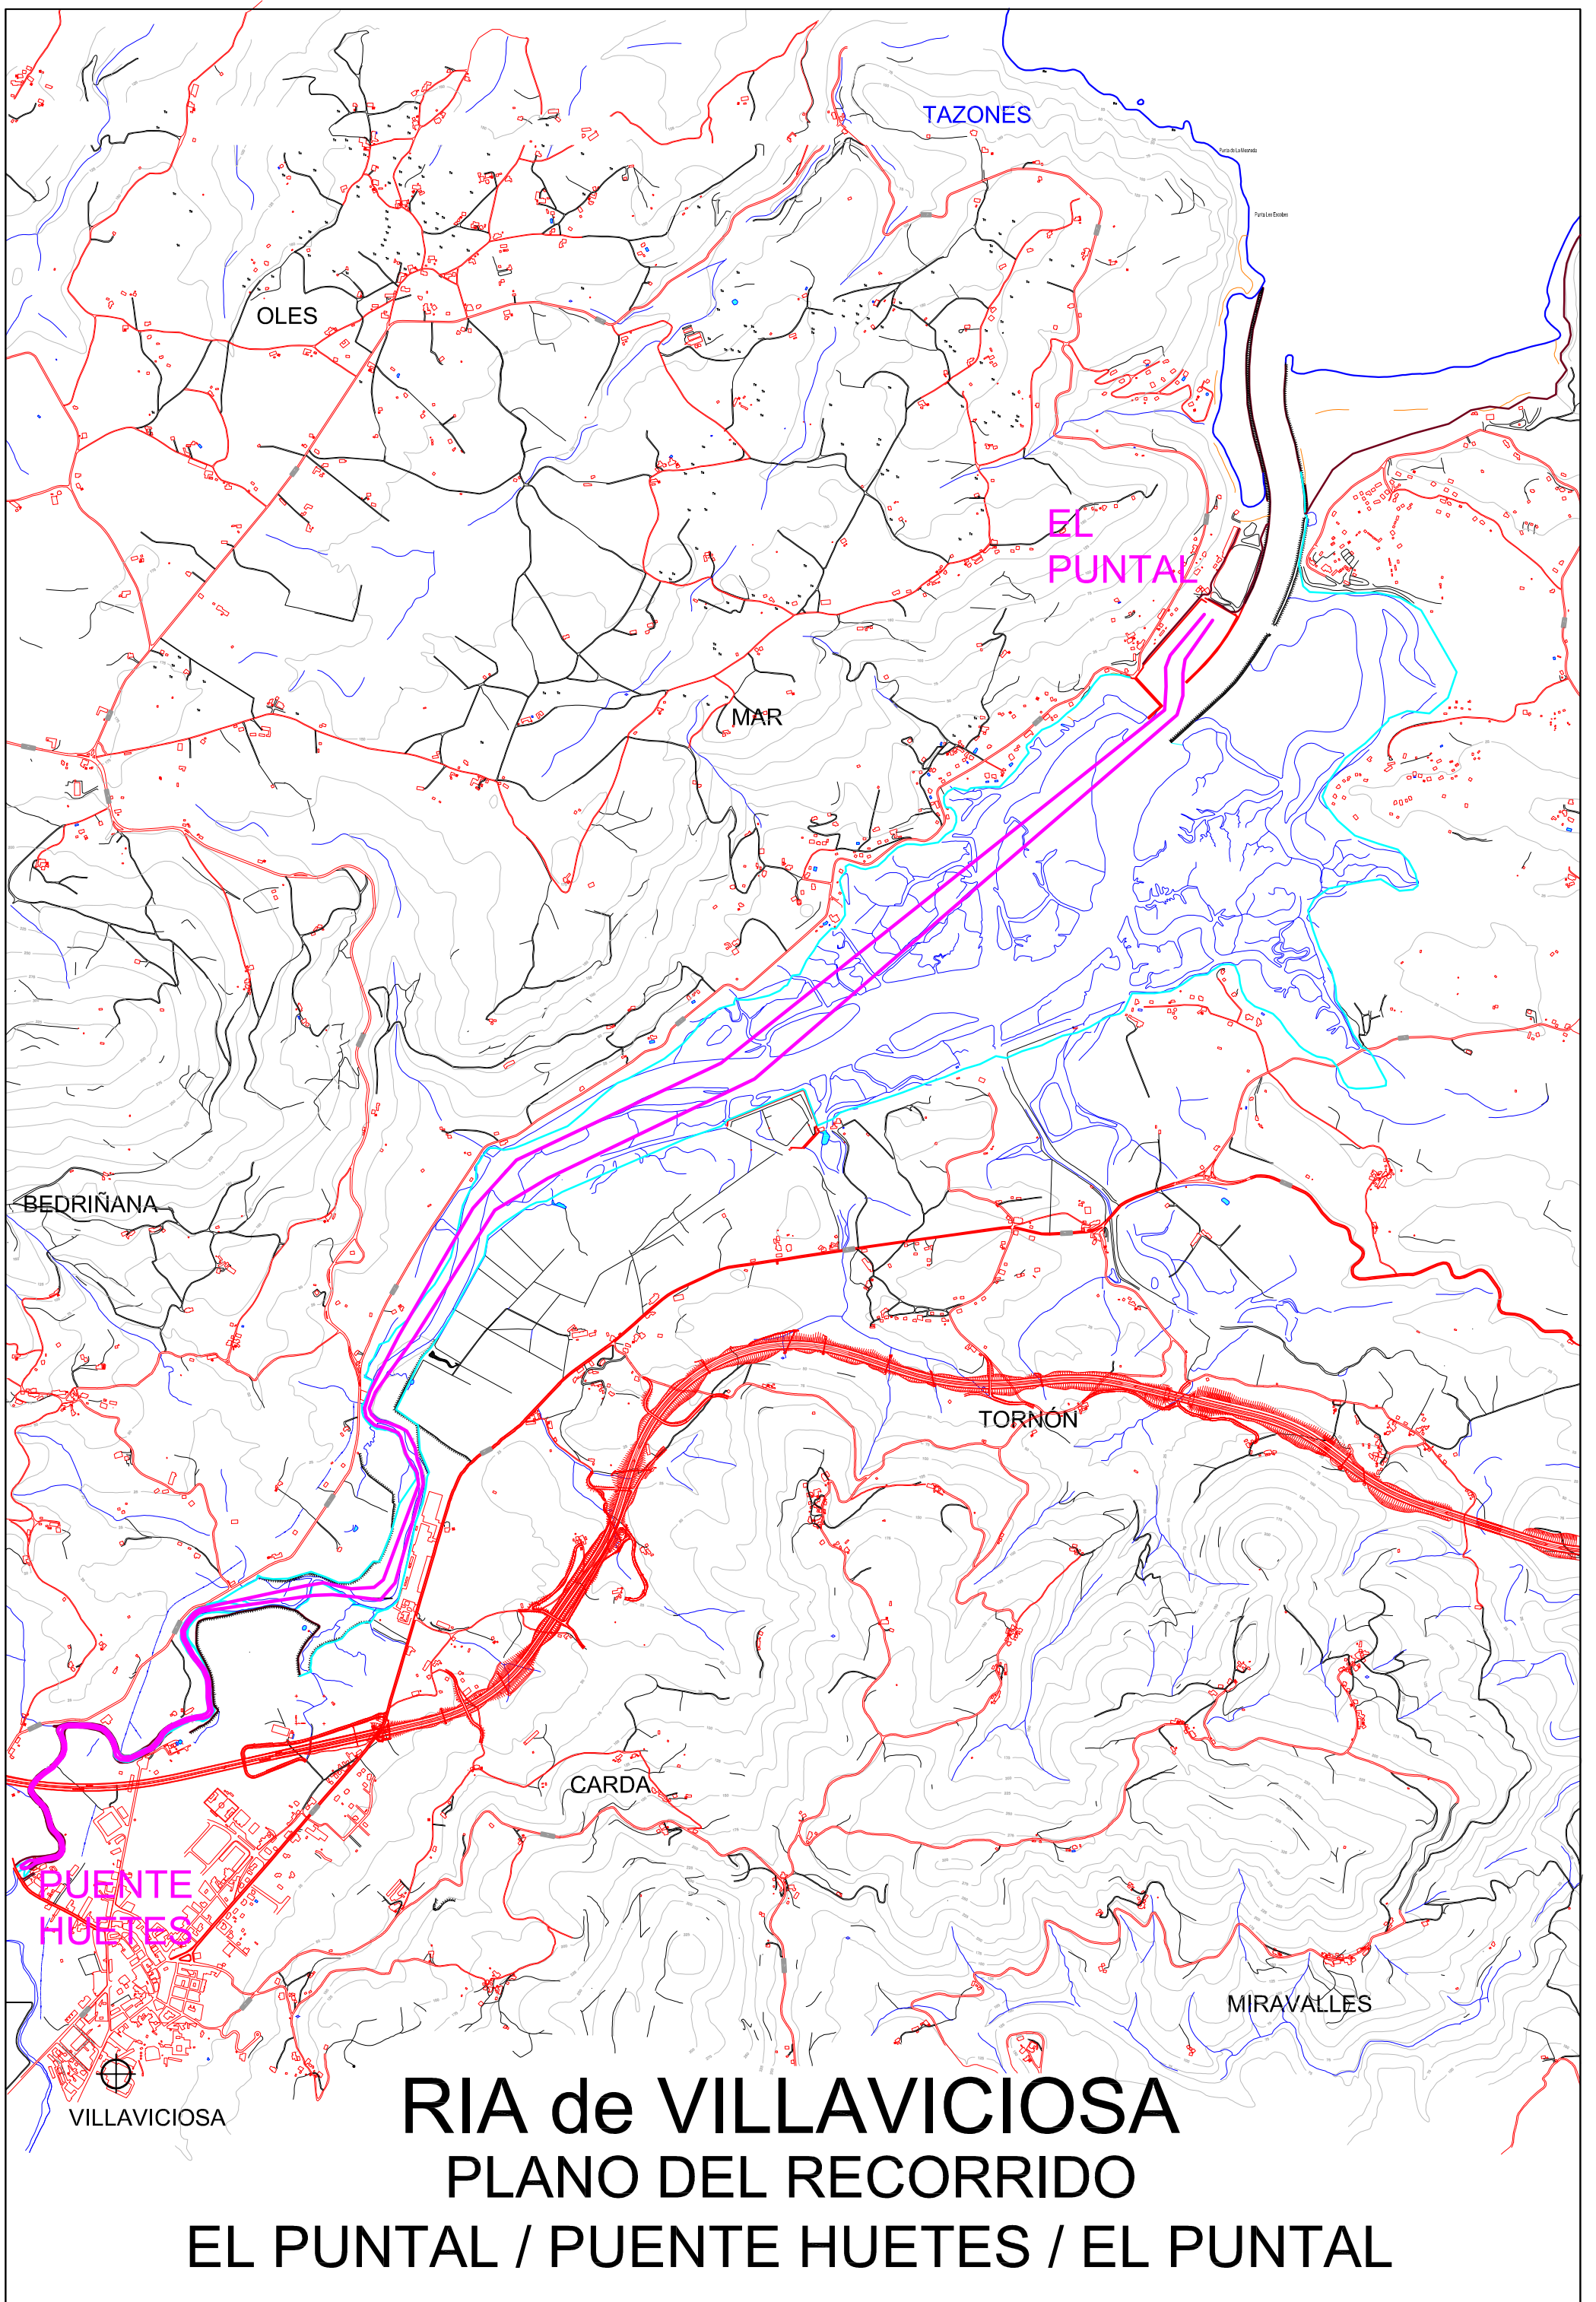 TAZONES
OLES
EL
PUNTAL
MAR
BEDRIÑANA
TORNÓN
CARDA
PUENTE
HUETES
MIRAVALLES
VILLAVICIOSA
RIA de VILLAVICIOSA
PLANO DEL RECORRIDO
EL PUNTAL / PUENTE HUETES / EL PUNTAL